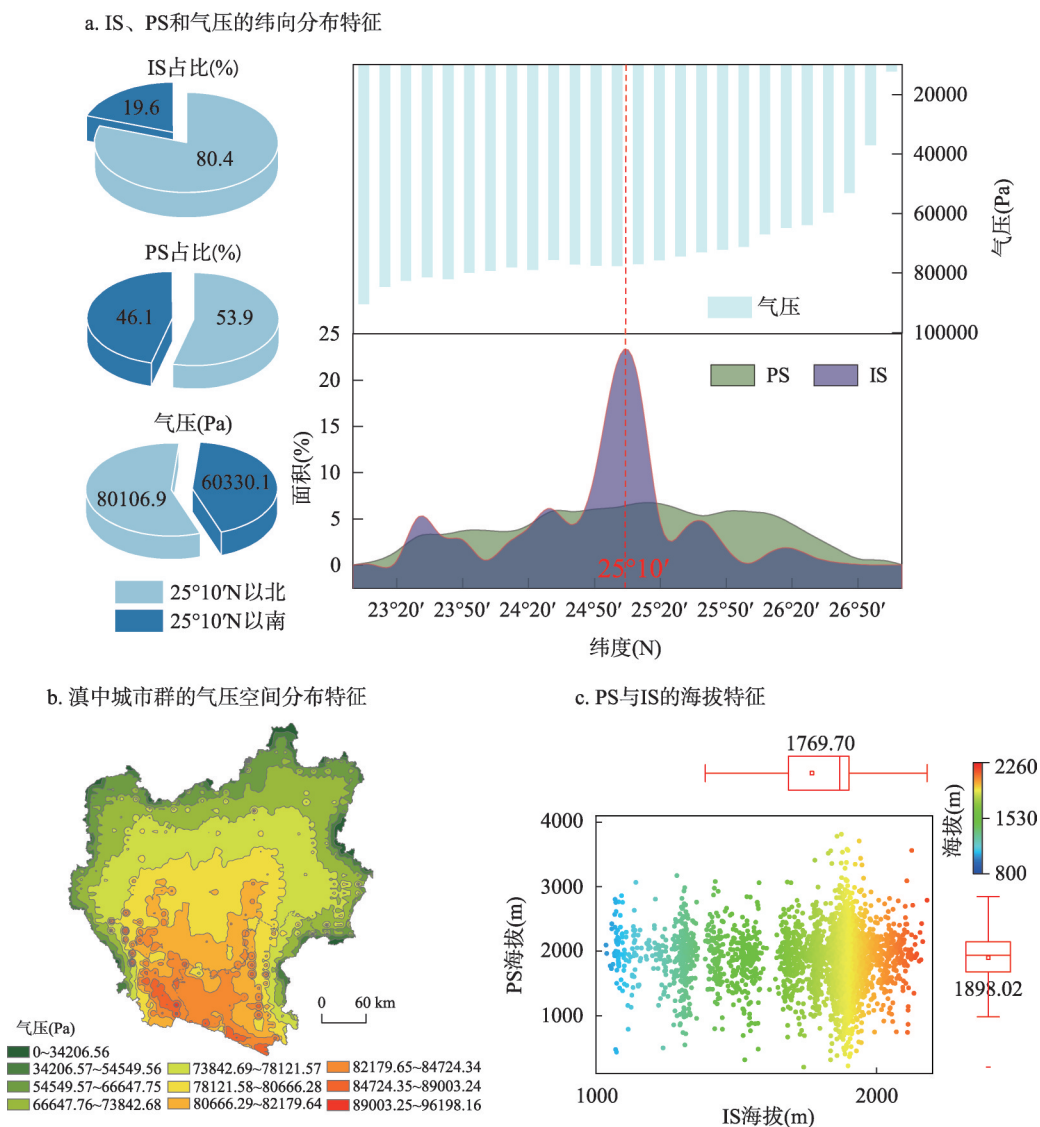 a. IS、PS和气压的纬向分布特征
IS占比(%)
19.6
80.4
PS占比(%)
46.1
53.9
气压(Pa)
80106.9
60330.1
25°10′N以北
25°10′N以南
20000
40000
60000
80000
100000
气压(Pa)
气压
25
20
15
10
5
0
面积(%)
PS
IS
25°10′
23°20′ 23°50′ 24°20′ 24°50′ 25°20′ 25°50′ 26°20′ 26°50′
纬度(N)
b. 滇中城市群的气压空间分布特征
0 60 km
气压(Pa)
0~34206.56
34206.57~54549.56
54549.57~66647.75
66647.76~73842.68
73842.69~78121.57
78121.58~80666.28
80666.29~82179.64
82179.65~84724.34
84724.35~89003.24
89003.25~96198.16
c. PS与IS的海拔特征
1769.70
4000
3000
2000
1000
PS海拔(m)
1000 2000
IS海拔(m)
海拔(m)
2260
1530
800
1898.02